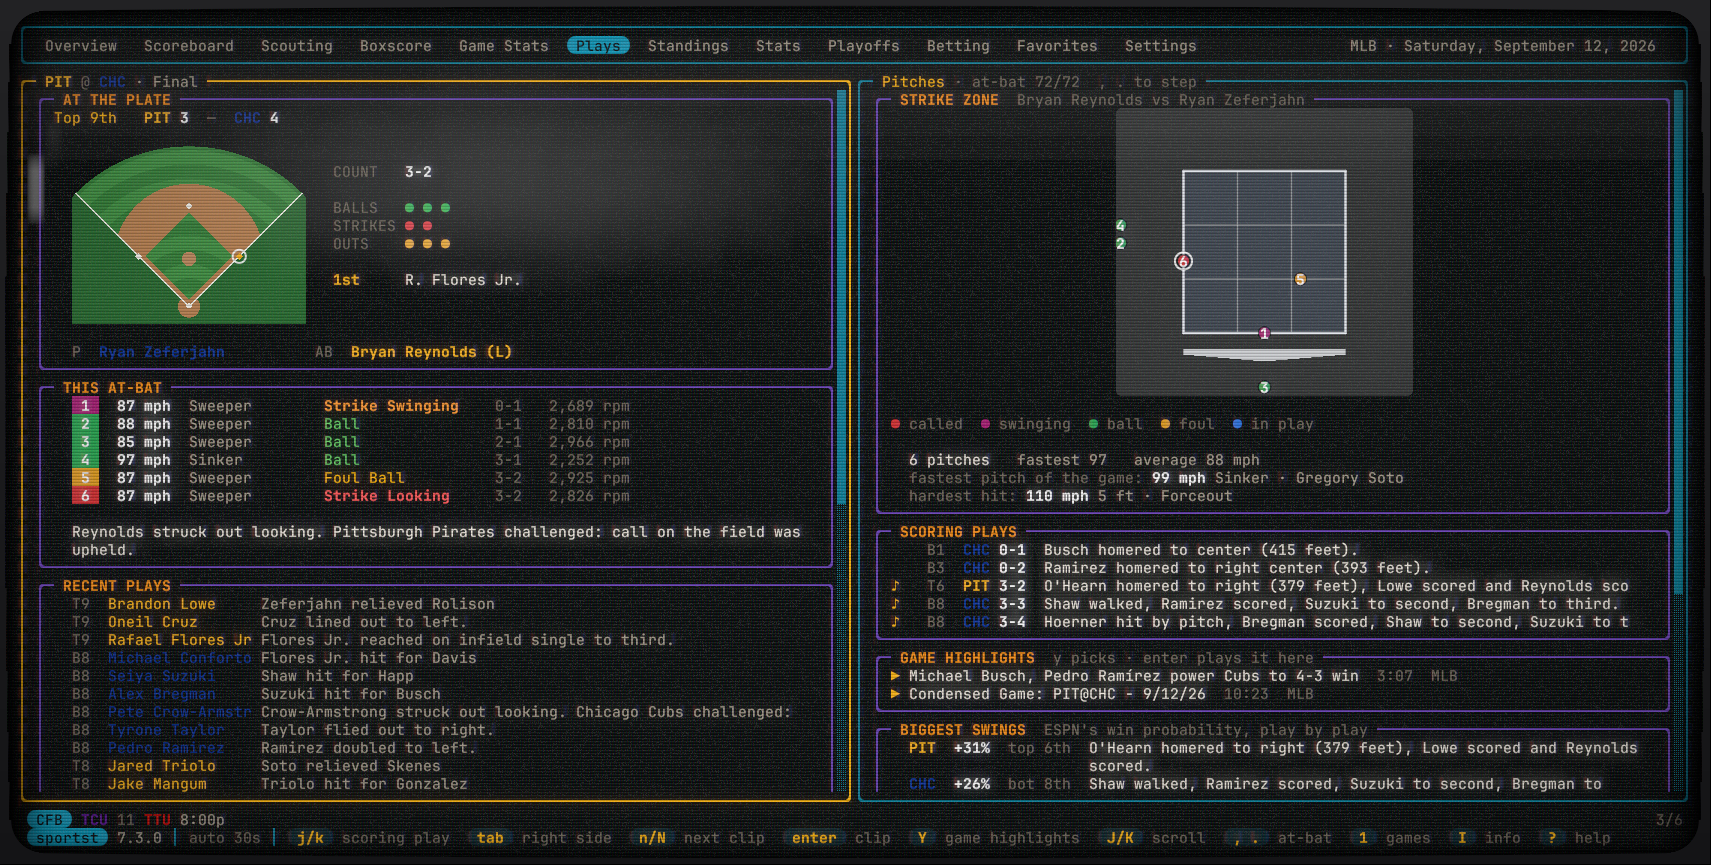 Overview Scoreboard Scouting Boxscore Game Stats Plays Standings Stats Playoffs Betting Favorites Settings MLB · Saturday, September 12, 2026
PIT @ CHC · Final
AT THE PLATE
Top 9th PIT 3 — CHC 4
COUNT 3-2
BALLS
STRIKES
OUTS
1st R. Flores Jr.
P Ryan Zeferjahn AB Bryan Reynolds (L)
THIS AT-BAT
1 87 mph Sweeper Strike Swinging 0-1 2,689 rpm
2 88 mph Sweeper Ball 1-1 2,810 rpm
3 85 mph Sweeper Ball 2-1 2,966 rpm
4 97 mph Sinker Ball 3-1 2,252 rpm
5 87 mph Sweeper Foul Ball 3-2 2,925 rpm
6 87 mph Sweeper Strike Looking 3-2 2,826 rpm
Reynolds struck out looking. Pittsburgh Pirates challenged: call on the field was
upheld.
RECENT PLAYS
T9 Brandon Lowe Zeferjahn relieved Rolison
T9 Oneil Cruz Cruz lined out to left.
T9 Rafael Flores Jr Flores Jr. reached on infield single to third.
B8 Michael Conforto Flores Jr. hit for Davis
B8 Seiya Suzuki Shaw hit for Happ
B8 Alex Bregman Suzuki hit for Busch
B8 Pete Crow-Armstr Crow-Armstrong struck out looking. Chicago Cubs challenged:
B8 Tyrone Taylor Taylor flied out to right.
B8 Pedro Ramirez Ramirez doubled to left.
T8 Jared Triolo Soto relieved Skenes
T8 Jake Mangum Triolo hit for Gonzalez
Pitches · at-bat 72/72 , . to step
STRIKE ZONE Bryan Reynolds vs Ryan Zeferjahn
4
2
6
5
1
3
called swinging ball foul in play
6 pitches fastest 97 average 88 mph
fastest pitch of the game: 99 mph Sinker · Gregory Soto
hardest hit: 110 mph 5 ft · Forceout
SCORING PLAYS
B1 CHC 0-1 Busch homered to center (415 feet).
B3 CHC 0-2 Ramirez homered to right center (393 feet).
♪ T6 PIT 3-2 O'Hearn homered to right (379 feet), Lowe scored and Reynolds sco
♪ B8 CHC 3-3 Shaw walked, Ramirez scored, Suzuki to second, Bregman to third.
♪ B8 CHC 3-4 Hoerner hit by pitch, Bregman scored, Shaw to second, Suzuki to t
GAME HIGHLIGHTS y picks · enter plays it here
▶ Michael Busch, Pedro Ramírez power Cubs to 4-3 win 3:07 MLB
▶ Condensed Game: PIT@CHC - 9/12/26 10:23 MLB
BIGGEST SWINGS ESPN's win probability, play by play
PIT +31% top 6th O'Hearn homered to right (379 feet), Lowe scored and Reynolds
scored.
CHC +26% bot 8th Shaw walked, Ramirez scored, Suzuki to second, Bregman to
CFB TCU 11 TTU 8:00p 3/6
sportst 7.3.0 auto 30s j/k scoring play tab right side n/N next clip enter clip Y game highlights J/K scroll , . at-bat 1 games I info ? help